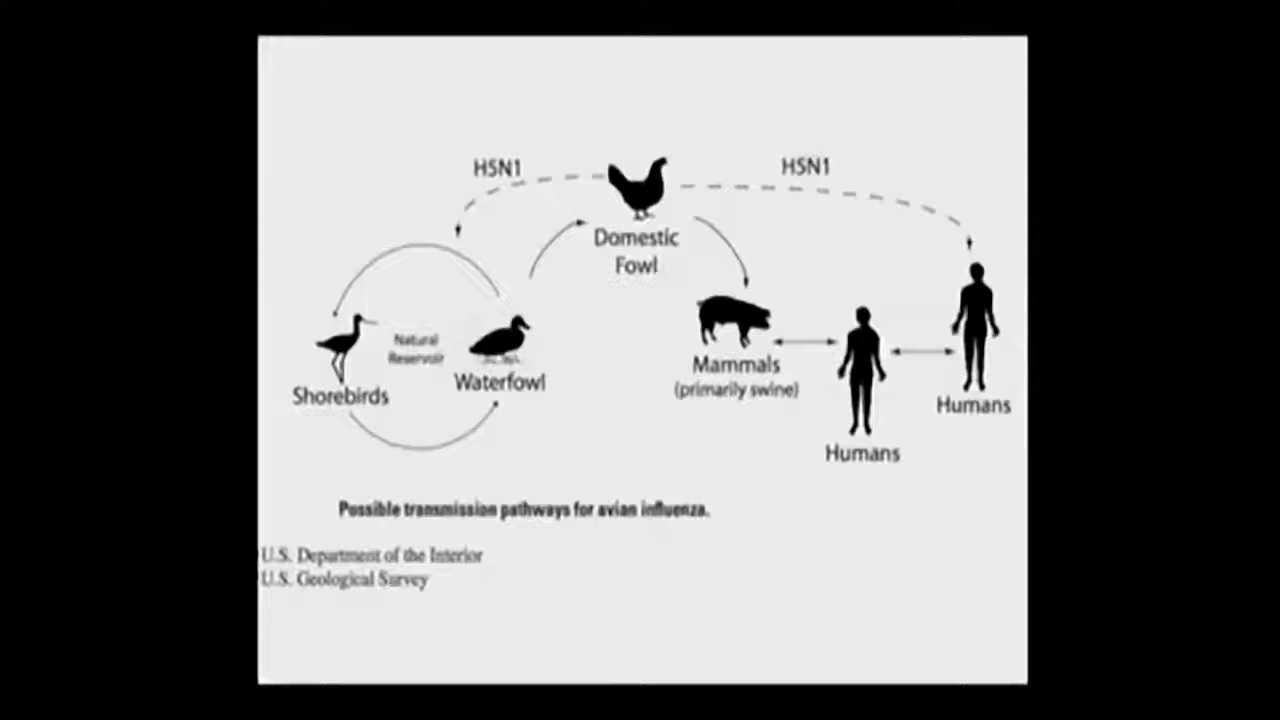 H5N1
H5N1
Domestic
Fowl
Natural
Reservoir
Shorebirds
Waterfowl
Mammals
(primarily swine)
Humans
Humans
Possible transmission pathways for avian influenza.
U.S. Department of the Interior
U.S. Geological Survey